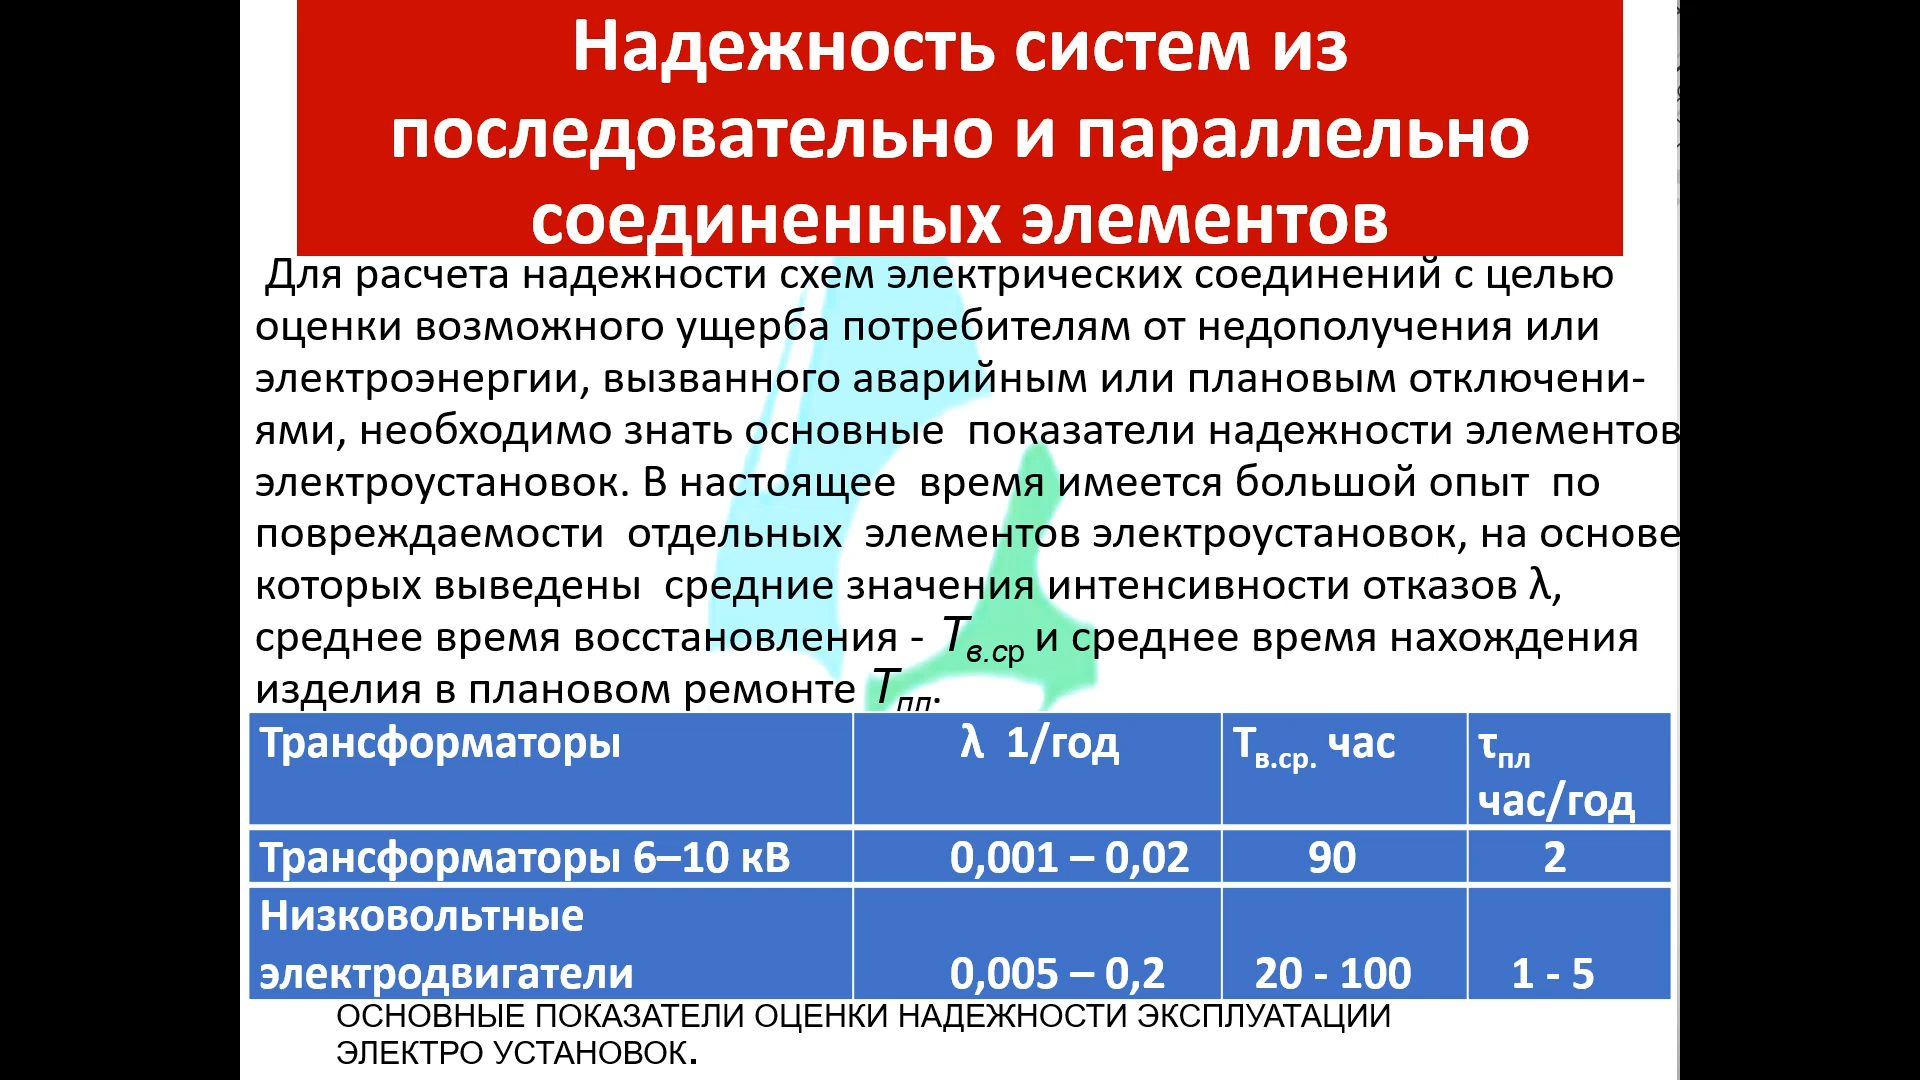 Надежность систем из
последовательно и параллельно
соединенных элементов
Для расчета надежности схем электрических соединений с целью
оценки возможного ущерба потребителям от недополучения или
электроэнергии, вызванного аварийным или плановым отключени-
ями, необходимо знать основные показатели надежности элементов
электроустановок. В настоящее время имеется большой опыт по
повреждаемости отдельных элементов электроустановок, на основе
которых выведены средние значения интенсивности отказов λ,
среднее время восстановления - Tв.ср и среднее время нахождения
изделия в плановом ремонте Tпл.
Трансформаторы λ 1/год Tв.ср. час τпл час/год
Трансформаторы 6–10 кВ 0,001 – 0,02 90 2
Низковольтные
электродвигатели 0,005 – 0,2 20 - 100 1 - 5
ОСНОВНЫЕ ПОКАЗАТЕЛИ ОЦЕНКИ НАДЕЖНОСТИ ЭКСПЛУАТАЦИИ
ЭЛЕКТРО УСТАНОВОК.